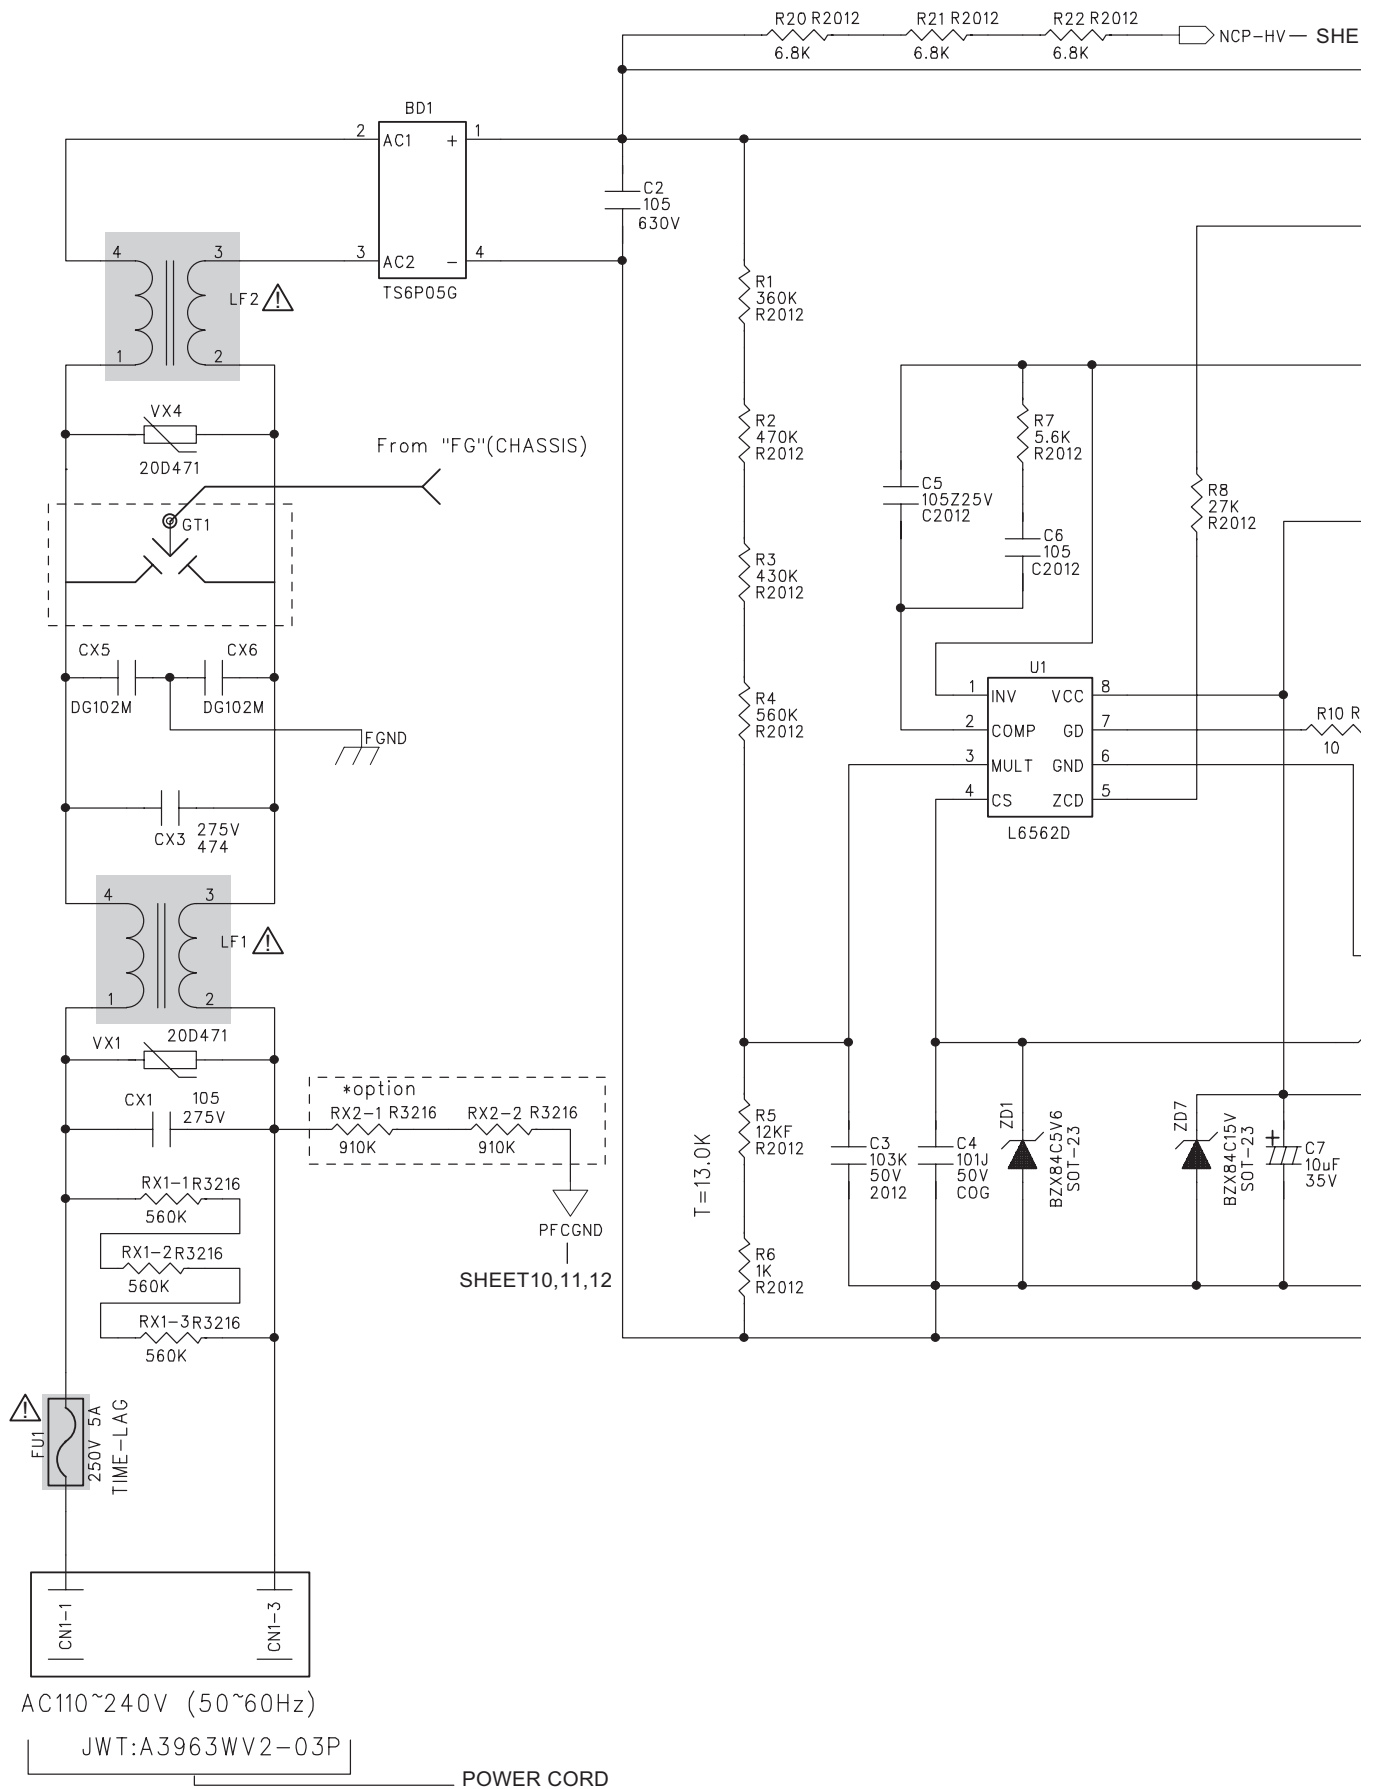 R20 R2012
6.8K
R21 R2012
6.8K
R22 R2012
6.8K
NCP-HV
SHE
BD1
2
AC1
+
1
3
AC2
-
4
TS6P05G
C2
105
630V
4
3
LF2
1
2
R1
360K
R2012
VX4
20D471
From "FG"(CHASSIS)
GT1
R2
470K
R2012
R7
5.6K
R2012
C5
105Z25V
C2012
R8
27K
R2012
C6
105
C2012
R3
430K
R2012
CX5
DG102M
CX6
DG102M
FGND
R4
560K
R2012
U1
1
INV
VCC
8
2
COMP
GD
7
3
MULT
GND
6
4
CS
ZCD
5
L6562D
R10 R
10
CX3
275V
474
4
3
LF1
1
2
VX1
20D471
CX1
105
275V
*option
RX2-1 R3216
910K
RX2-2 R3216
910K
PFCGND
SHEET10,11,12
RX1-1 R3216
560K
RX1-2 R3216
560K
RX1-3 R3216
560K
T=13.0K
R5
12KF
R2012
R6
1K
R2012
C3
103K
50V
2012
C4
101J
50V
COG
ZD1
BZX84C5V6
SOT-23
ZD7
BZX84C15V
SOT-23
+
C7
10uF
35V
FU1
250V 5A
TIME-LAG
CN1-1
CN1-3
AC110~240V (50~60Hz)
JWT:A3963WV2-03P
POWER CORD